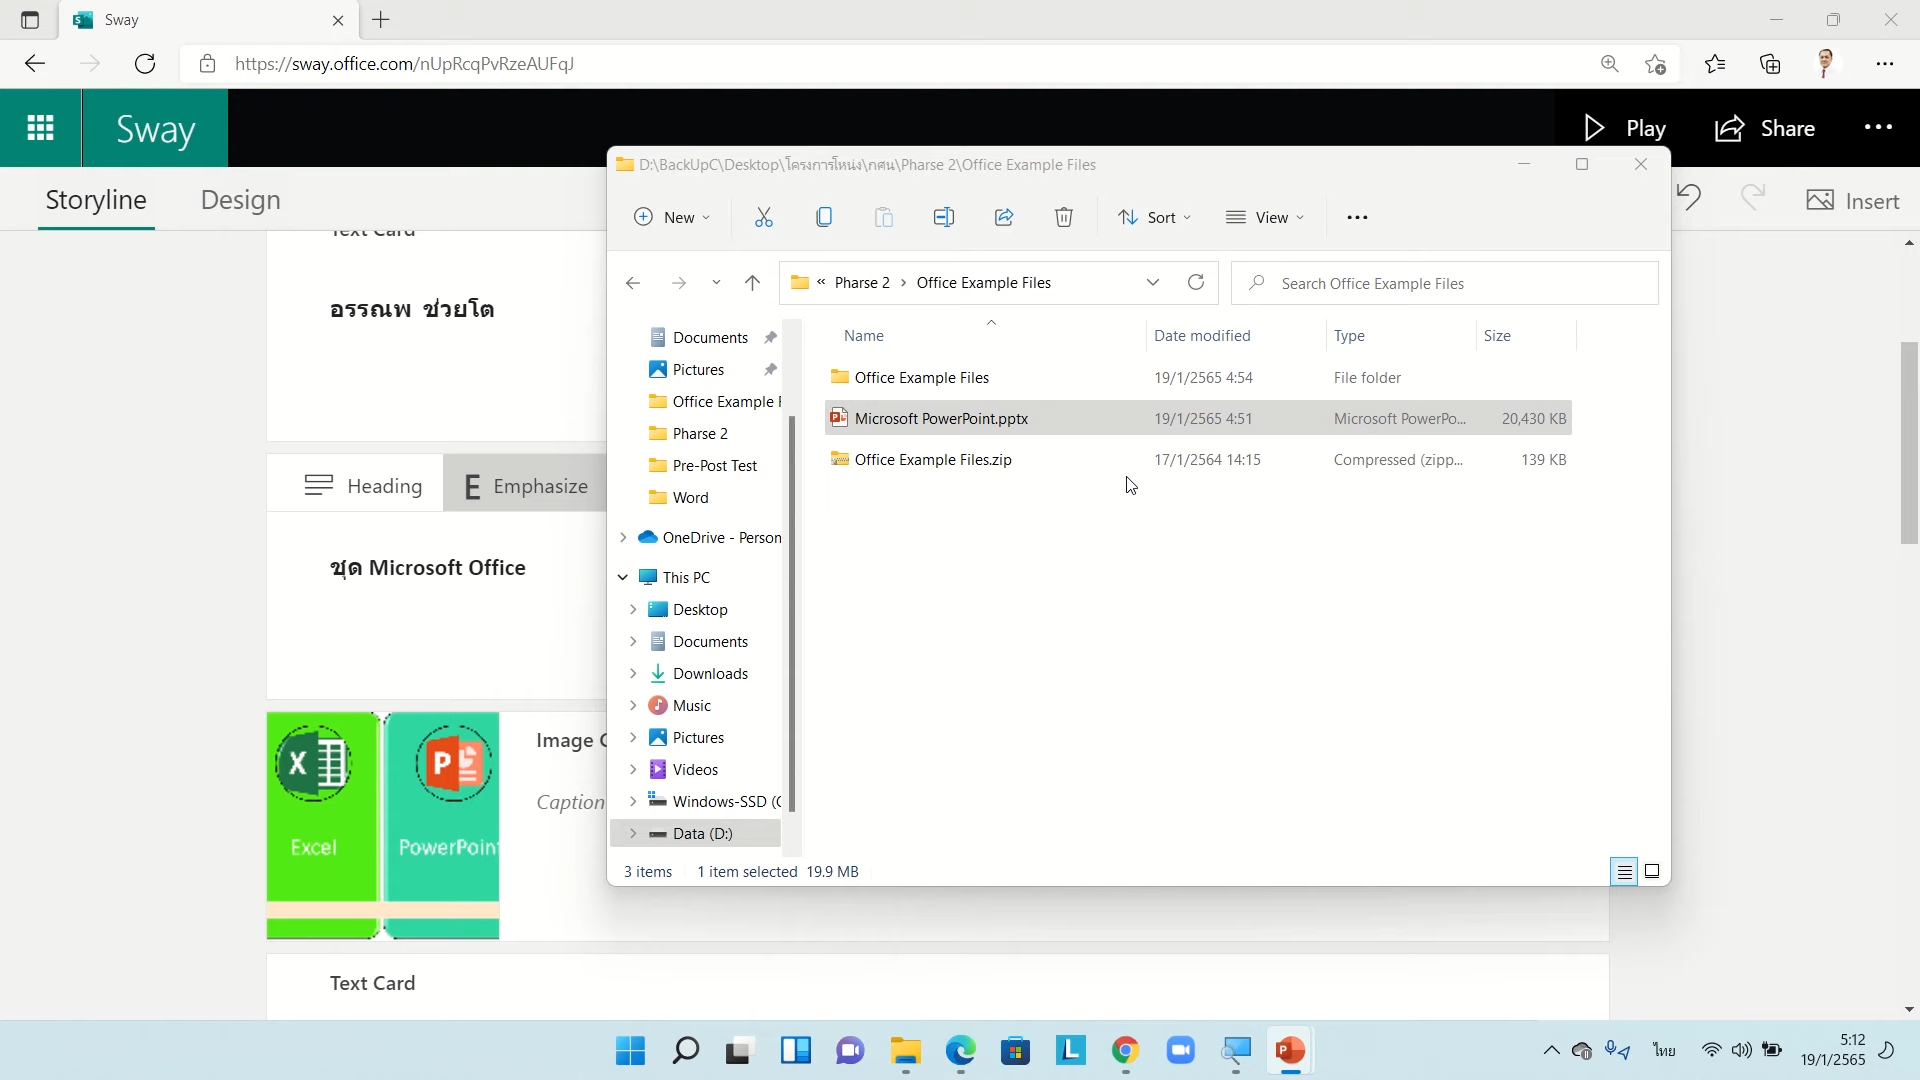 Sway
https://sway.office.com/nUpRcqPvRzeAUFqJ
Sway
Play
Share
Storyline
Design
Insert
Text Card
อรรณพ ช่วยโต
Heading
Emphasize
ชุด Microsoft Office
Excel
PowerPoint
Image C
Caption
Text Card
D:\BackUpC\Desktop\โครงการโหน่ง\กศน\Pharse 2\Office Example Files
New
Sort
View
« Pharse 2 › Office Example Files
Search Office Example Files
Name Date modified Type Size
Office Example Files 19/1/2565 4:54 File folder
Microsoft PowerPoint.pptx 19/1/2565 4:51 Microsoft PowerPo... 20,430 KB
Office Example Files.zip 17/1/2564 14:15 Compressed (zipp... 139 KB
Documents
Pictures
Office Example F
Pharse 2
Pre-Post Test
Word
OneDrive - Person
This PC
Desktop
Documents
Downloads
Music
Pictures
Videos
Windows-SSD (C
Data (D:)
3 items 1 item selected 19.9 MB
ไทย
5:12
19/1/2565